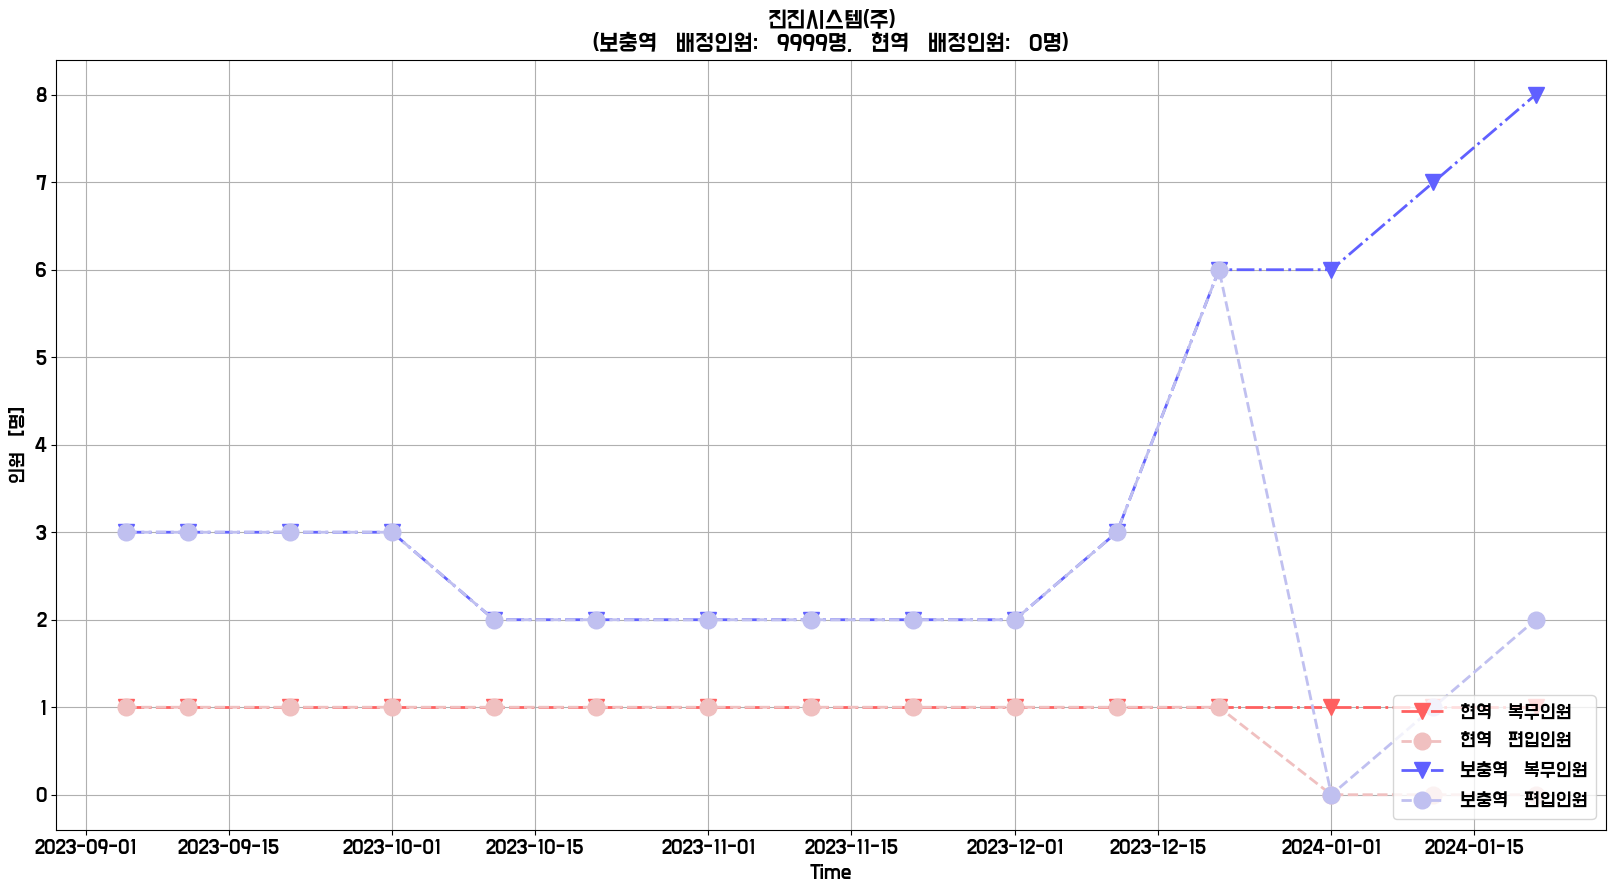 진진시스템(주)
(보충역 배정인원: 9999명, 현역 배정인원: 0명)
8
7
6
5
4
3
2
1
0
인원 [명]
현역 복무인원
현역 편입인원
보충역 복무인원
보충역 편입인원
2023-09-01 2023-09-15 2023-10-01 2023-10-15 2023-11-01 2023-11-15 2023-12-01 2023-12-15 2024-01-01 2024-01-15
Time